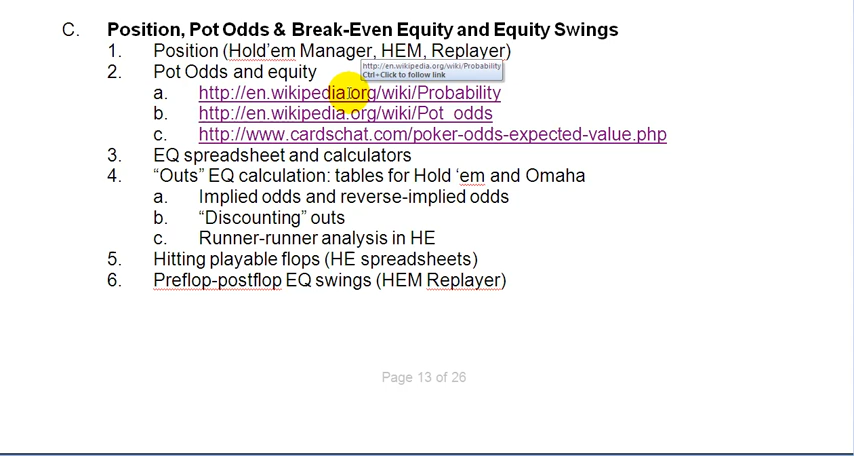 C. Position, Pot Odds & Break-Even Equity and Equity Swings
1. Position (Hold'em Manager, HEM, Replayer)
http://en.wikipedia.org/wiki/Probability
Ctrl+Click to follow link
2. Pot Odds and equity
a. http://en.wikipedia.org/wiki/Probability
b. http://en.wikipedia.org/wiki/Pot_odds
c. http://www.cardschat.com/poker-odds-expected-value.php
3. EQ spreadsheet and calculators
4. “Outs” EQ calculation: tables for Hold ‘em and Omaha
a. Implied odds and reverse-implied odds
b. “Discounting” outs
c. Runner-runner analysis in HE
5. Hitting playable flops (HE spreadsheets)
6. Preflop-postflop EQ swings (HEM Replayer)
Page 13 of 26